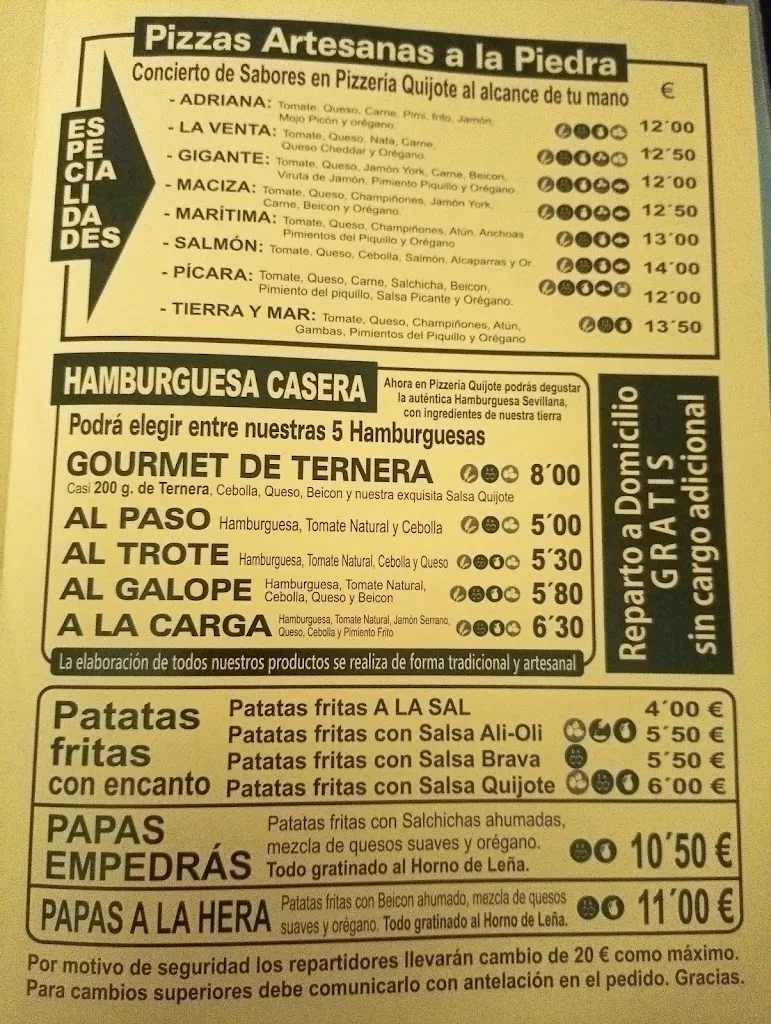 Pizzas Artesanas a la Piedra
Concierto de Sabores en Pizzería Quijote al alcance de tu mano €
ES
PE
CIA
LI
DA
DES
- ADRIANA: Tomate, Queso, Carne, Pimi. frito, Jamón, 12´00
Mojo Picón y orégano.
- LA VENTA: Tomate, Queso, Nata, Carne, 12´50
Queso Cheddar y Orégano.
- GIGANTE: Tomate, Queso, Jamón York, Carne, Beicon, 12´00
Viruta de Jamón, Pimiento Piquillo y Orégano.
- MACIZA: Tomate, Queso, Champiñones, Jamón York, 12´50
Carne, Beicon y Orégano.
- MARÍTIMA: Tomate, Queso, Champiñones, Atún, Anchoas 13´00
Pimientos del Piquillo y Orégano
- SALMÓN: Tomate, Queso, Cebolla, Salmón, Alcaparras y Or. 14´00
- PÍCARA: Tomate, Queso, Carne, Salchicha, Beicon, 12´00
Pimiento del piquillo, Salsa Picante y Orégano.
- TIERRA Y MAR: Tomate, Queso, Champiñones, Atún, 13´50
Gambas, Pimientos del Piquillo y Orégano
HAMBURGUESA CASERA
Ahora en Pizzería Quijote podrás degustar
la auténtica Hamburguesa Sevillana,
con ingredientes de nuestra tierra
Podrá elegir entre nuestras 5 Hamburguesas
GOURMET DE TERNERA 8´00
Casi 200 g. de Ternera, Cebolla, Queso, Beicon y nuestra exquisita Salsa Quijote
AL PASO Hamburguesa, Tomate Natural y Cebolla 5´00
AL TROTE Hamburguesa, Tomate Natural, Cebolla y Queso 5´30
AL GALOPE Hamburguesa, Tomate Natural, 5´80
Cebolla, Queso y Beicon
A LA CARGA Hamburguesa, Tomate Natural, Jamón Serrano, 6´30
Queso, Cebolla y Pimiento Frito
La elaboración de todos nuestros productos se realiza de forma tradicional y artesanal
Reparto a Domicilio
GRATIS
sin cargo adicional
Patatas
fritas
con encanto
Patatas fritas A LA SAL 4´00 €
Patatas fritas con Salsa Ali-Oli 5´50 €
Patatas fritas con Salsa Brava 5´50 €
Patatas fritas con Salsa Quijote 6´00 €
PAPAS
EMPEDRÁS
Patatas fritas con Salchichas ahumadas,
mezcla de quesos suaves y orégano.
Todo gratinado al Horno de Leña.
10´50 €
PAPAS A LA HERA
Patatas fritas con Beicon ahumado, mezcla de quesos
suaves y orégano. Todo gratinado al Horno de Leña.
11´00 €
Por motivo de seguridad los repartidores llevarán cambio de 20 € como máximo.
Para cambios superiores debe comunicarlo con antelación en el pedido. Gracias.